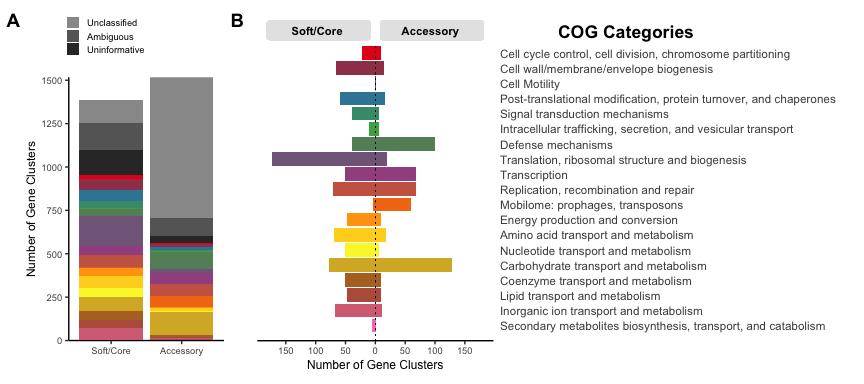 A
Unclassified
Ambiguous
Uninformative
Number of Gene Clusters
1500
1250
1000
750
500
250
0
Soft/Core
Accessory
B
Soft/Core
Accessory
COG Categories
Cell cycle control, cell division, chromosome partitioning
Cell wall/membrane/envelope biogenesis
Cell Motility
Post-translational modification, protein turnover, and chaperones
Signal transduction mechanisms
Intracellular trafficking, secretion, and vesicular transport
Defense mechanisms
Translation, ribosomal structure and biogenesis
Transcription
Replication, recombination and repair
Mobilome: prophages, transposons
Energy production and conversion
Amino acid transport and metabolism
Nucleotide transport and metabolism
Carbohydrate transport and metabolism
Coenzyme transport and metabolism
Lipid transport and metabolism
Inorganic ion transport and metabolism
Secondary metabolites biosynthesis, transport, and catabolism
150 100 50 0 50 100 150
Number of Gene Clusters